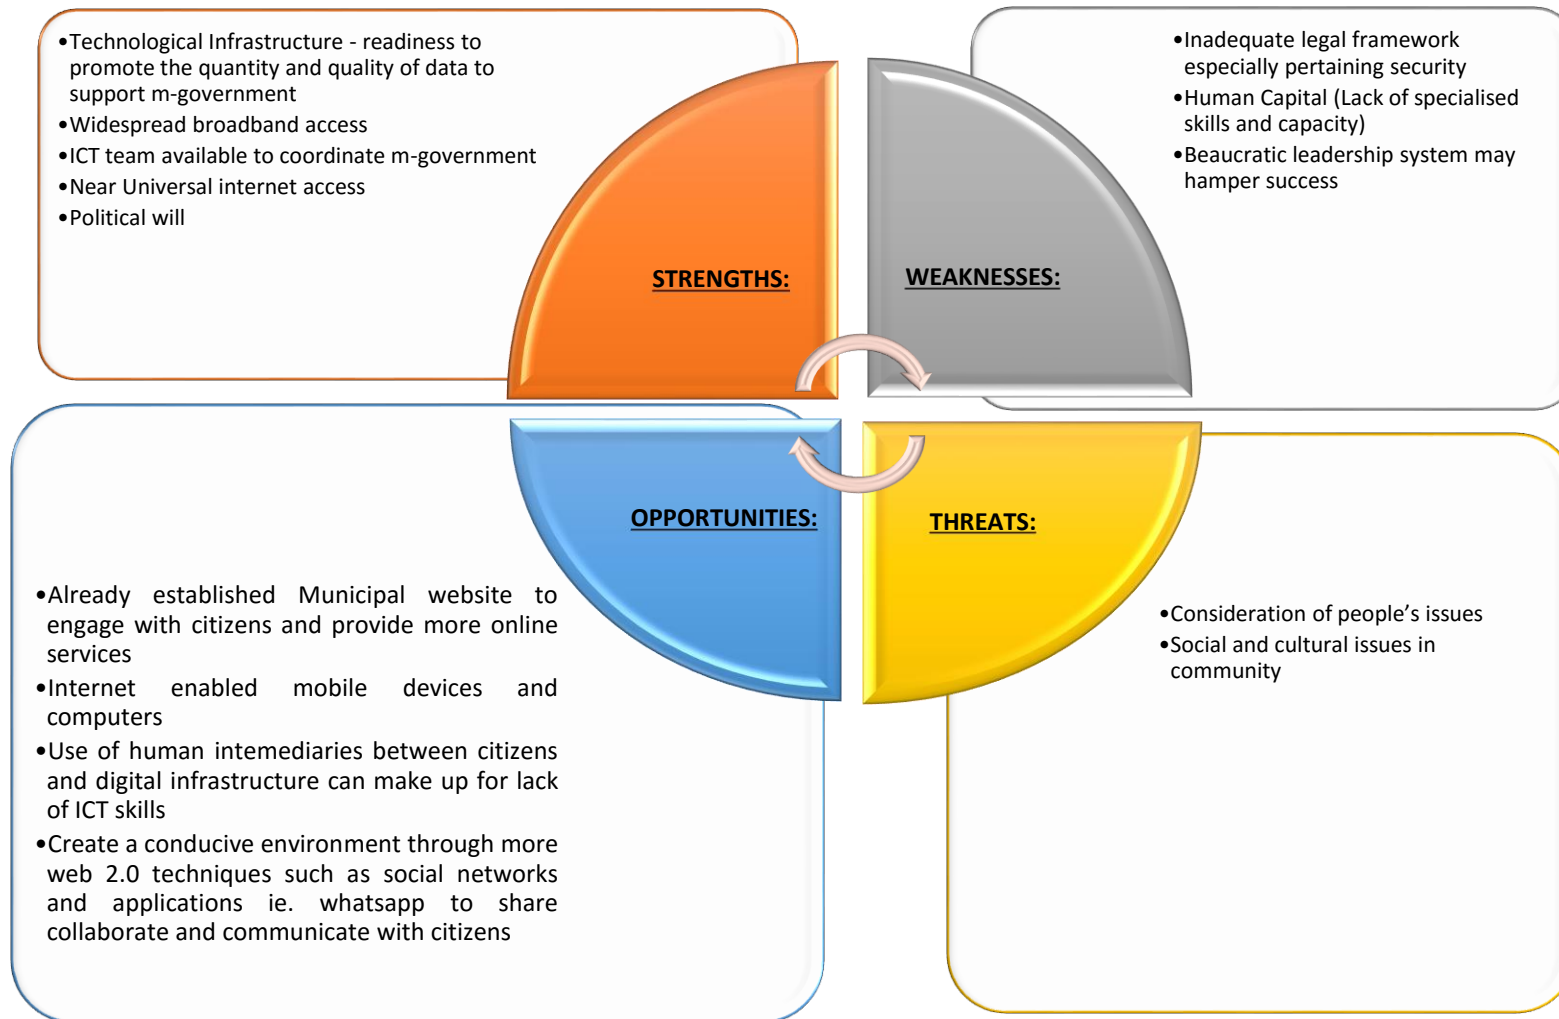 •Technological Infrastructure - readiness to
promote the quantity and quality of data to
support m-government
•Widespread broadband access
•ICT team available to coordinate m-government
•Near Universal internet access
•Political will
STRENGTHS:
•Inadequate legal framework
especially pertaining security
•Human Capital (Lack of specialised
skills and capacity)
•Beaucratic leadership system may
hamper success
WEAKNESSES:
OPPORTUNITIES:
•Already established Municipal website to
engage with citizens and provide more online
services
•Internet enabled mobile devices and
computers
•Use of human intemediaries between citizens
and digital infrastructure can make up for lack
of ICT skills
•Create a conducive environment through more
web 2.0 techniques such as social networks
and applications ie. whatsapp to share
collaborate and communicate with citizens
THREATS:
•Consideration of people’s issues
•Social and cultural issues in
community